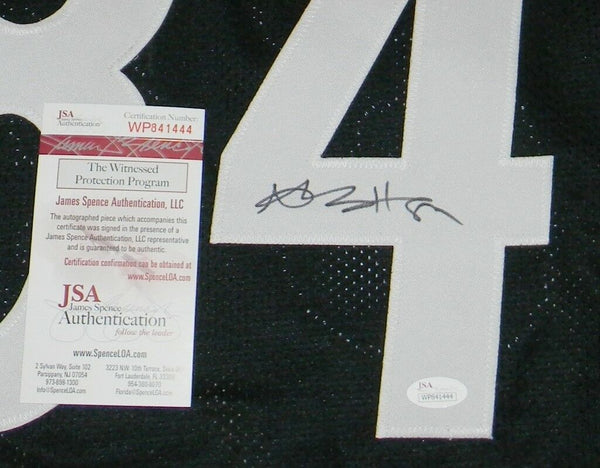 84
JSA
Authentication
Certification Number:
WP841444
The Witnessed
Protection Program
James Spence Authentication, LLC
The autographed piece which accompanies this
certificate was signed in the presence of a
James Spence Authentication, LLC representative
and is guaranteed to be authentic.
Certification confirmation can be obtained at
www.SpenceLOA.com
JSA
James Spence
Authentication
follow the leader
www.SpenceLOA.com
2 Sylvan Way, Suite 102
Parsippany, NJ 07054
973-898-1300
Info@SpenceLOA.com
3223 N.W. 10th Terrace, Suite
Fort Lauderdale, FL 33309
954-360-8070
Florida@SpenceLOA.com
JSA
WP841444